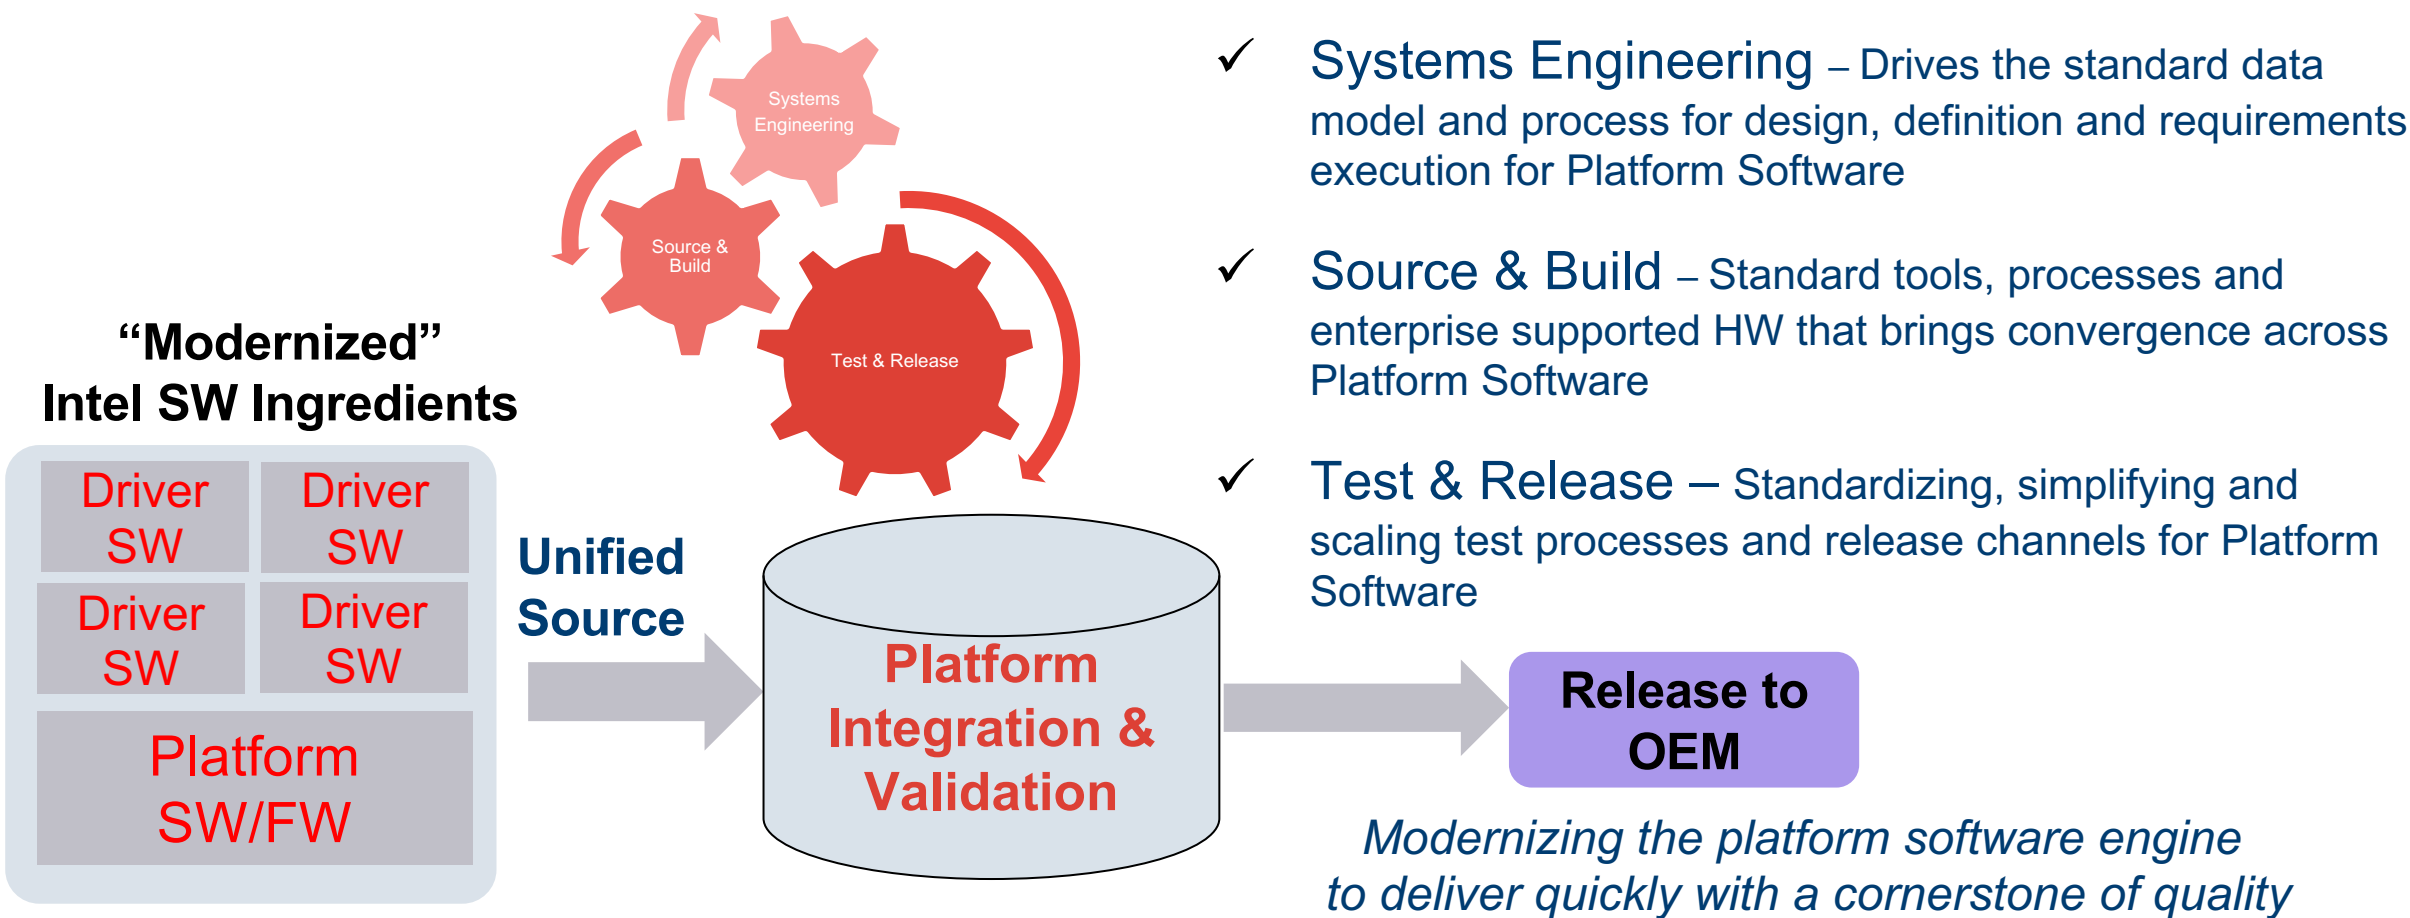 Systems
Engineering
Source &
Build
Test & Release
✓ Systems Engineering – Drives the standard data
model and process for design, definition and requirements
execution for Platform Software
✓ Source & Build – Standard tools, processes and
enterprise supported HW that brings convergence across
Platform Software
✓ Test & Release – Standardizing, simplifying and
scaling test processes and release channels for Platform
Software
“Modernized”
Intel SW Ingredients
Driver
SW
Driver
SW
Driver
SW
Driver
SW
Platform
SW/FW
Unified
Source
Platform
Integration &
Validation
Release to
OEM
Modernizing the platform software engine
to deliver quickly with a cornerstone of quality